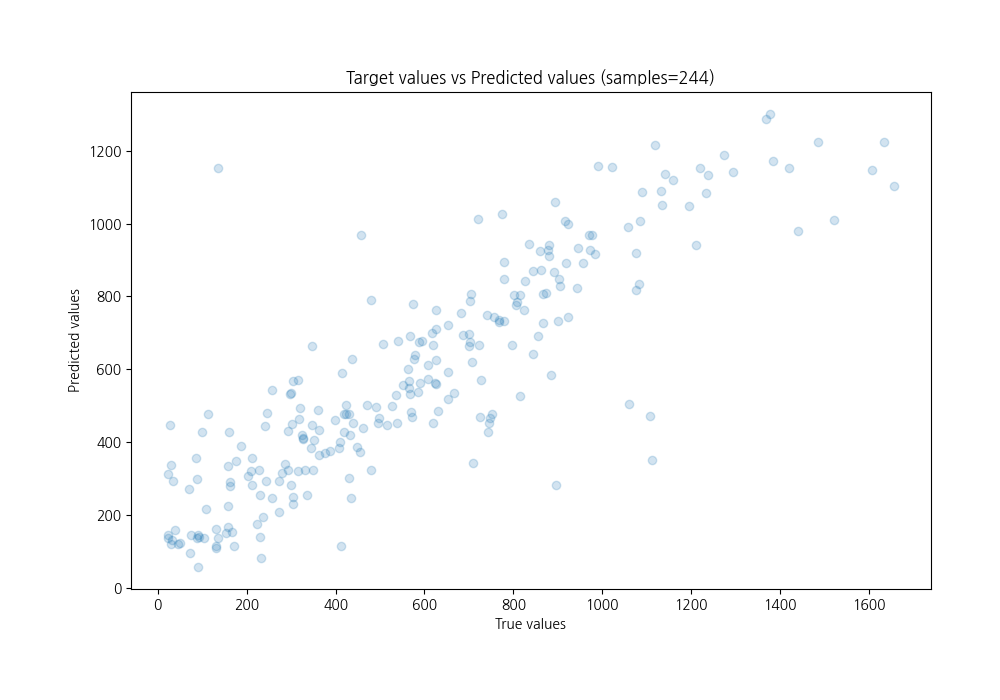 Target values vs Predicted values (samples=244)
Predicted values
1200
1000
800
600
400
200
0
0 200 400 600 800 1000 1200 1400 1600
True values